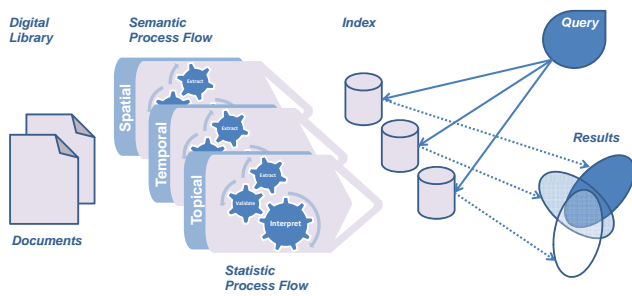 Digital
Library
Semantic
Process Flow
Index
Query
Spatial
Extract
Temporal
Extract
Topical
Extract
Validate
Interpret
Results
Documents
Statistic
Process Flow